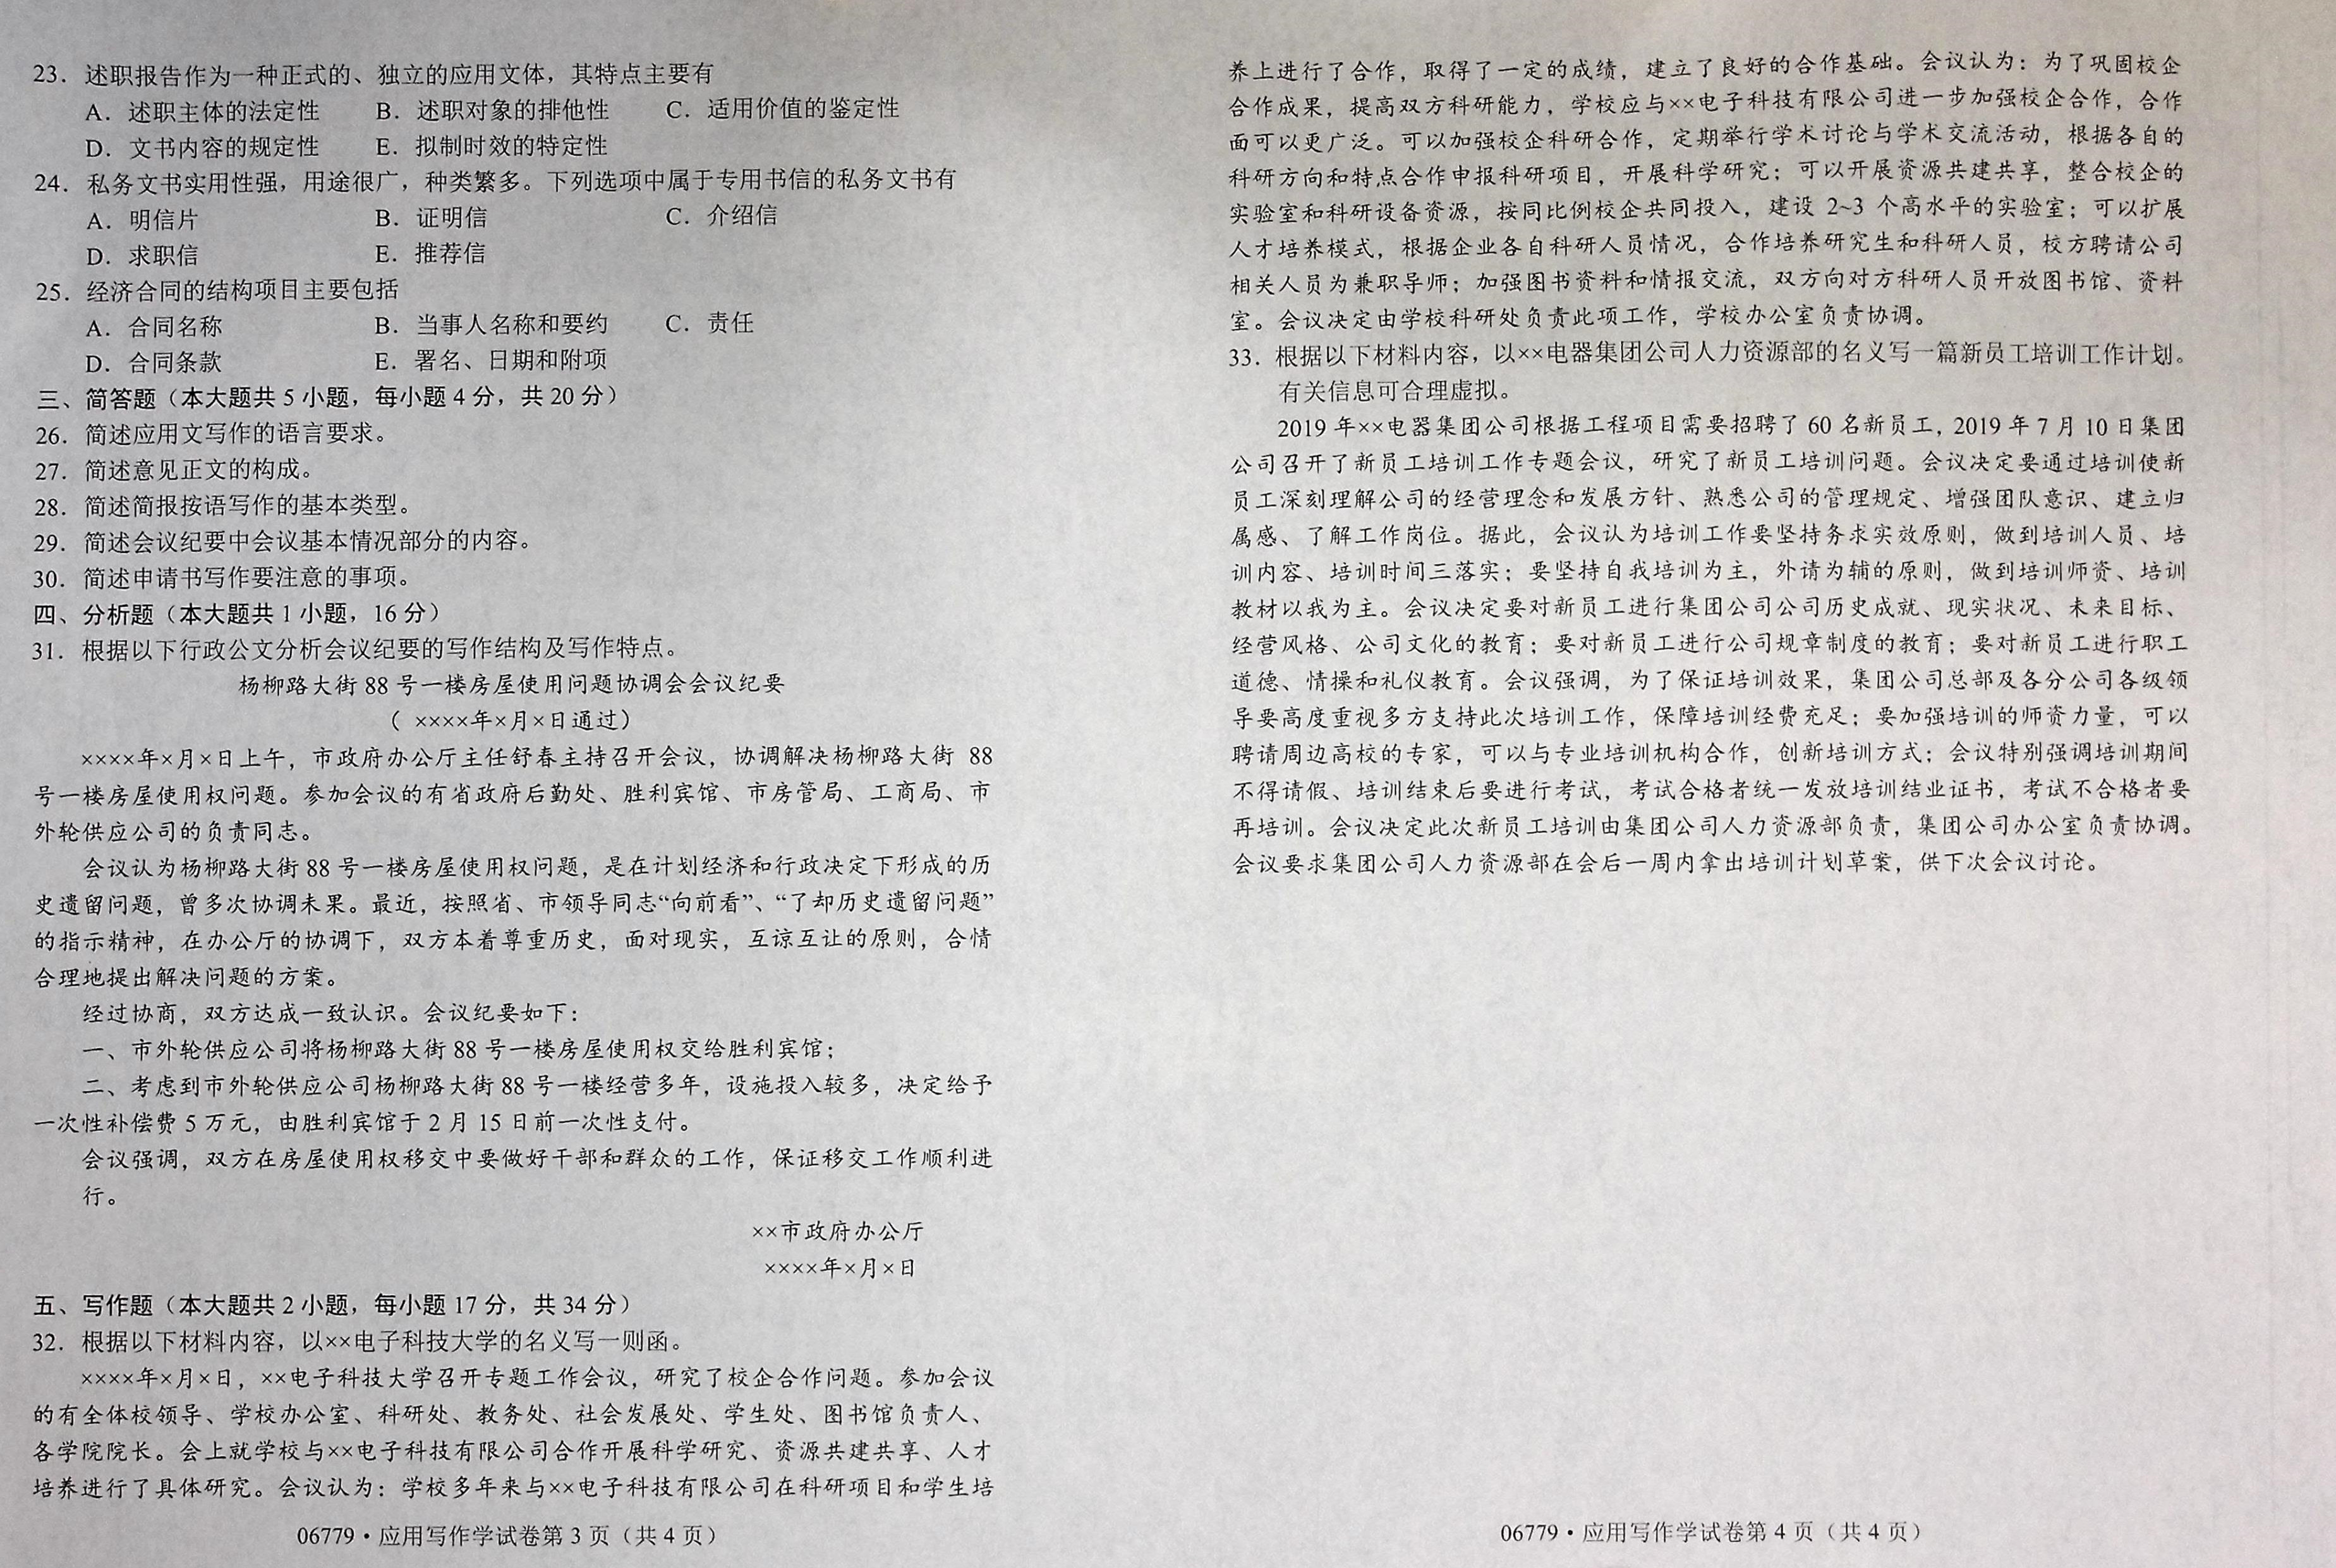 23．述职报告作为一种正式的、独立的应用文体，其特点主要有
A．述职主体的法定性 B．述职对象的排他性 C．适用价值的鉴定性
D．文书内容的规定性 E．拟制时效的特定性
24．私务文书实用性强，用途很广，种类繁多。下列选项中属于专用书信的私务文书有
A．明信片 B．证明信 C．介绍信
D．求职信 E．推荐信
25．经济合同的结构项目主要包括
A．合同名称 B．当事人名称和要约 C．责任
D．合同条款 E．署名、日期和附项
三、简答题（本大题共 5 小题，每小题 4 分，共 20 分）
26．简述应用文写作的语言要求。
27．简述意见正文的构成。
28．简述简报按语写作的基本类型。
29．简述会议纪要中会议基本情况部分的内容。
30．简述申请书写作要注意的事项。
四、分析题（本大题共 1 小题，16 分）
31．根据以下行政公文分析会议纪要的写作结构及写作特点。
杨柳路大街 88 号一楼房屋使用问题协调会会议纪要
（ ××××年×月×日通过）
××××年×月×日上午，市政府办公厅主任舒春主持召开会议，协调解决杨柳路大街 88
号一楼房屋使用权问题。参加会议的有省政府后勤处、胜利宾馆、市房管局、工商局、市
外轮供应公司的负责同志。
会议认为杨柳路大街 88 号一楼房屋使用权问题，是在计划经济和行政决定下形成的历
史遗留问题，曾多次协调未果。最近，按照省、市领导同志“向前看”、“了却历史遗留问题”
的指示精神，在办公厅的协调下，双方本着尊重历史，面对现实，互谅互让的原则，合情
合理地提出解决问题的方案。
经过协商，双方达成一致认识。会议纪要如下：
一、市外轮供应公司将杨柳路大街 88 号一楼房屋使用权交给胜利宾馆；
二、考虑到市外轮供应公司杨柳路大街 88 号一楼经营多年，设施投入较多，决定给予
一次性补偿费 5 万元，由胜利宾馆于 2 月 15 日前一次性支付。
会议强调，双方在房屋使用权移交中要做好干部和群众的工作，保证移交工作顺利进
行。
××市政府办公厅
××××年×月×日
五、写作题（本大题共 2 小题，每小题 17 分，共 34 分）
32．根据以下材料内容，以××电子科技大学的名义写一则函。
××××年×月×日，××电子科技大学召开专题工作会议，研究了校企合作问题。参加会议
的有全体校领导、学校办公室、科研处、教务处、社会发展处、学生处、图书馆负责人、
各学院院长。会上就学校与××电子科技有限公司合作开展科学研究、资源共建共享、人才
培养进行了具体研究。会议认为：学校多年来与××电子科技有限公司在科研项目和学生培
06779·应用写作学试卷第 3 页（共 4 页）
养上进行了合作，取得了一定的成绩，建立了良好的合作基础。会议认为：为了巩固校企
合作成果，提高双方科研能力，学校应与××电子科技有限公司进一步加强校企合作，合作
面可以更广泛。可以加强校企科研合作，定期举行学术讨论与学术交流活动，根据各自的
科研方向和特点合作申报科研项目，开展科学研究；可以开展资源共建共享，整合校企的
实验室和科研设备资源，按同比例校企共同投入，建设 2~3 个高水平的实验室；可以扩展
人才培养模式，根据企业各自科研人员情况，合作培养研究生和科研人员，校方聘请公司
相关人员为兼职导师；加强图书资料和情报交流，双方向对方科研人员开放图书馆、资料
室。会议决定由学校科研处负责此项工作，学校办公室负责协调。
33．根据以下材料内容，以××电器集团公司人力资源部的名义写一篇新员工培训工作计划。
有关信息可合理虚拟。
2019 年××电器集团公司根据工程项目需要招聘了 60 名新员工，2019 年 7 月 10 日集团
公司召开了新员工培训工作专题会议，研究了新员工培训问题。会议决定要通过培训使新
员工深刻理解公司的经营理念和发展方针、熟悉公司的管理规定、增强团队意识、建立归
属感、了解工作岗位。据此，会议认为培训工作要坚持务求实效原则，做到培训人员、培
训内容、培训时间三落实；要坚持自我培训为主，外请为辅的原则，做到培训师资、培训
教材以我为主。会议决定要对新员工进行集团公司公司历史成就、现实状况、未来目标、
经营风格、公司文化的教育；要对新员工进行公司规章制度的教育；要对新员工进行职工
道德、情操和礼仪教育。会议强调，为了保证培训效果，集团公司总部及各分公司各级领
导要高度重视多方支持此次培训工作，保障培训经费充足；要加强培训的师资力量，可以
聘请周边高校的专家，可以与专业培训机构合作，创新培训方式；会议特别强调培训期间
不得请假、培训结束后要进行考试，考试合格者统一发放培训结业证书，考试不合格者要
再培训。会议决定此次新员工培训由集团公司人力资源部负责，集团公司办公室负责协调。
会议要求集团公司人力资源部在会后一周内拿出培训计划草案，供下次会议讨论。
06779·应用写作学试卷第 4 页（共 4 页）